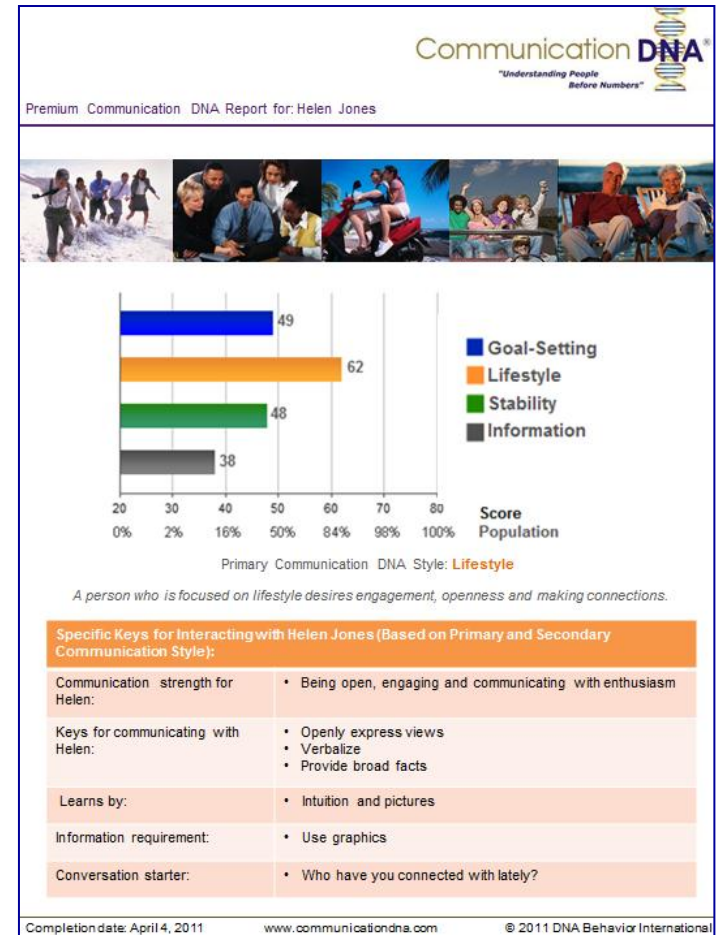 Communication DNA®
"Understanding People
Before Numbers"
Premium Communication DNA Report for: Helen Jones
49
62
48
38
Goal-Setting
Lifestyle
Stability
Information
20 30 40 50 60 70 80 Score
0% 2% 16% 50% 84% 98% 100% Population
Primary Communication DNA Style: Lifestyle
A person who is focused on lifestyle desires engagement, openness and making connections.
Specific Keys for Interacting with Helen Jones (Based on Primary and Secondary
Communication Style):
Communication strength for
Helen:
• Being open, engaging and communicating with enthusiasm
Keys for communicating with
Helen:
• Openly express views
• Verbalize
• Provide broad facts
Learns by:
• Intuition and pictures
Information requirement:
• Use graphics
Conversation starter:
• Who have you connected with lately?
Completion date: April 4, 2011 www.communicationdna.com © 2011 DNA Behavior International